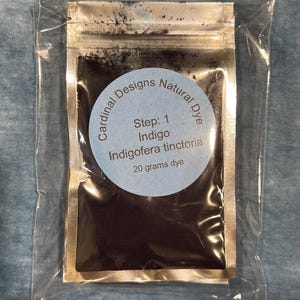 Cardinal Designs Natural Dye
Step: 1
Indigo
Indigofera tinctoria
20 grams dye